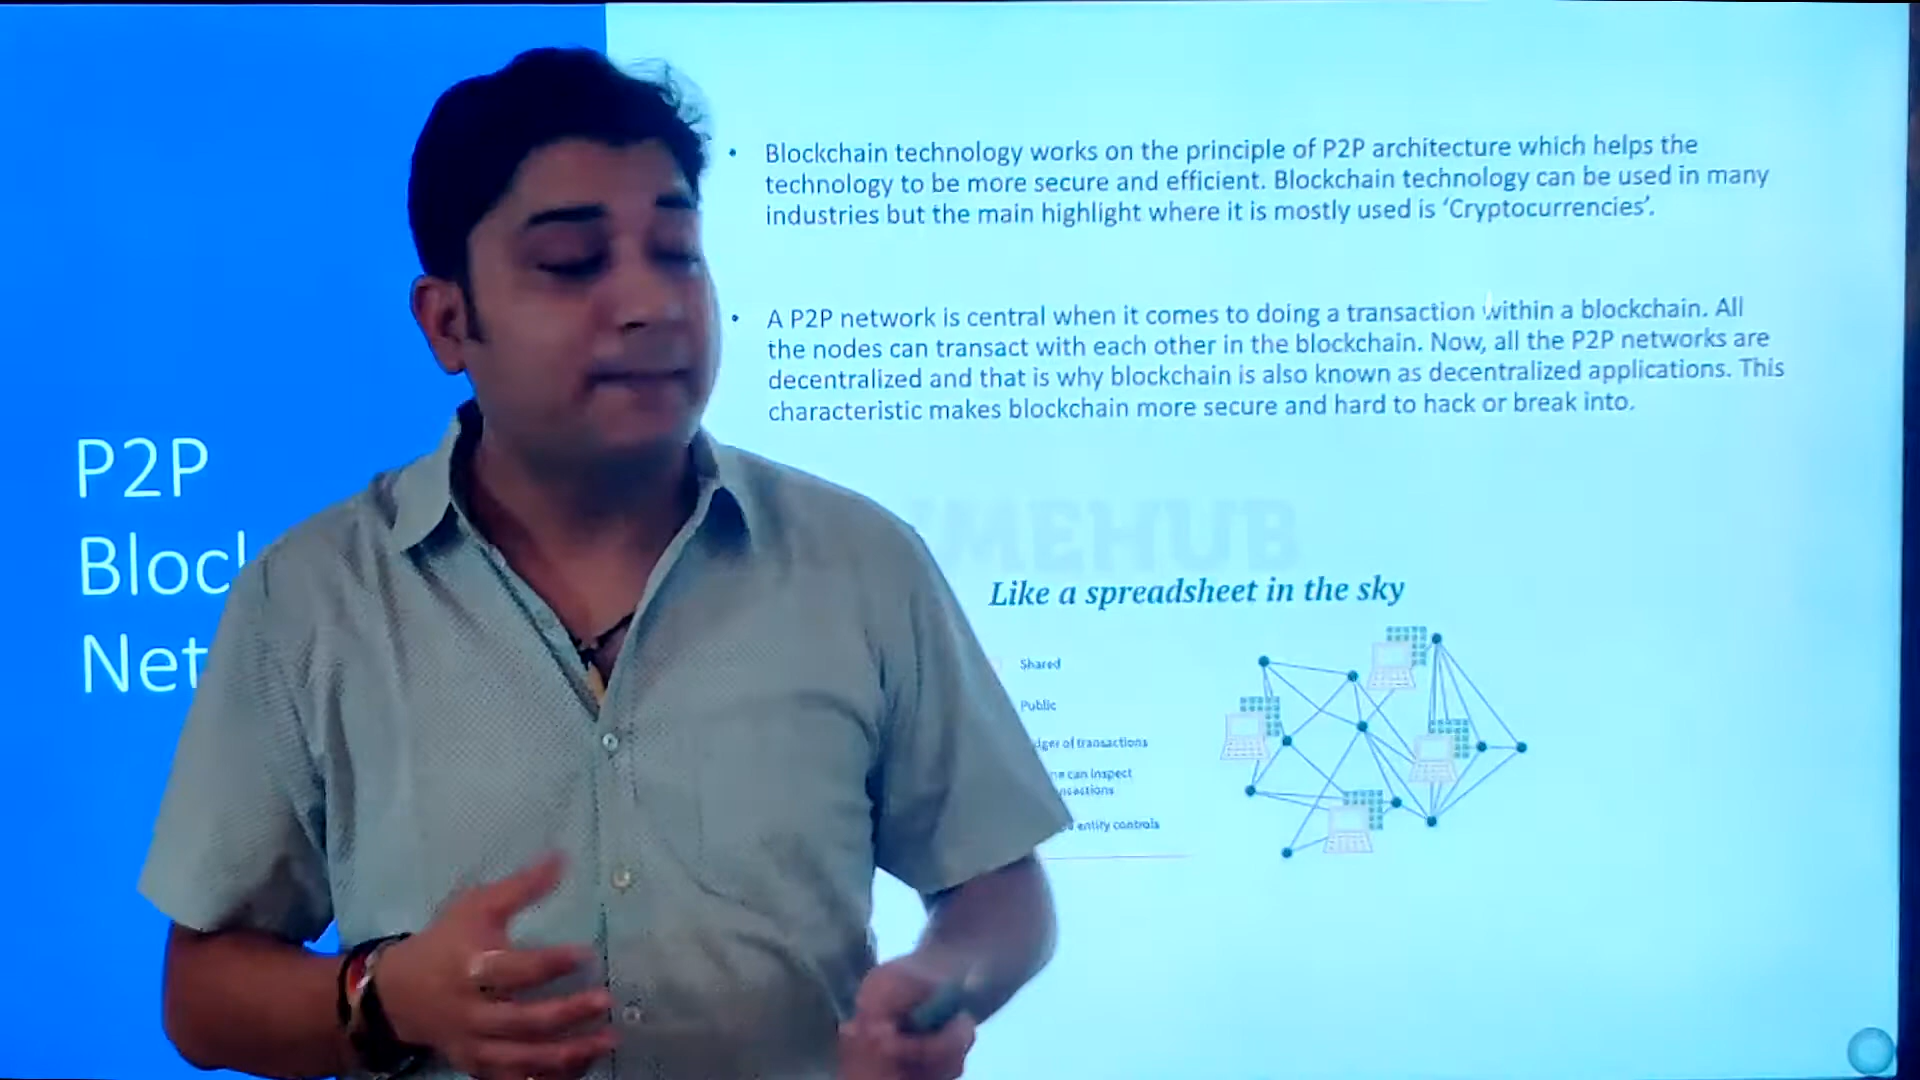 P2P
Bloc
Net
• Blockchain technology works on the principle of P2P architecture which helps the
technology to be more secure and efficient. Blockchain technology can be used in many
industries but the main highlight where it is mostly used is ‘Cryptocurrencies’.
• A P2P network is central when it comes to doing a transaction within a blockchain. All
the nodes can transact with each other in the blockchain. Now, all the P2P networks are
decentralized and that is why blockchain is also known as decentralized applications. This
characteristic makes blockchain more secure and hard to hack or break into.
MEHUB
Like a spreadsheet in the sky
Shared
Public
dger of transactions
can inspect
nsactions
entity controls